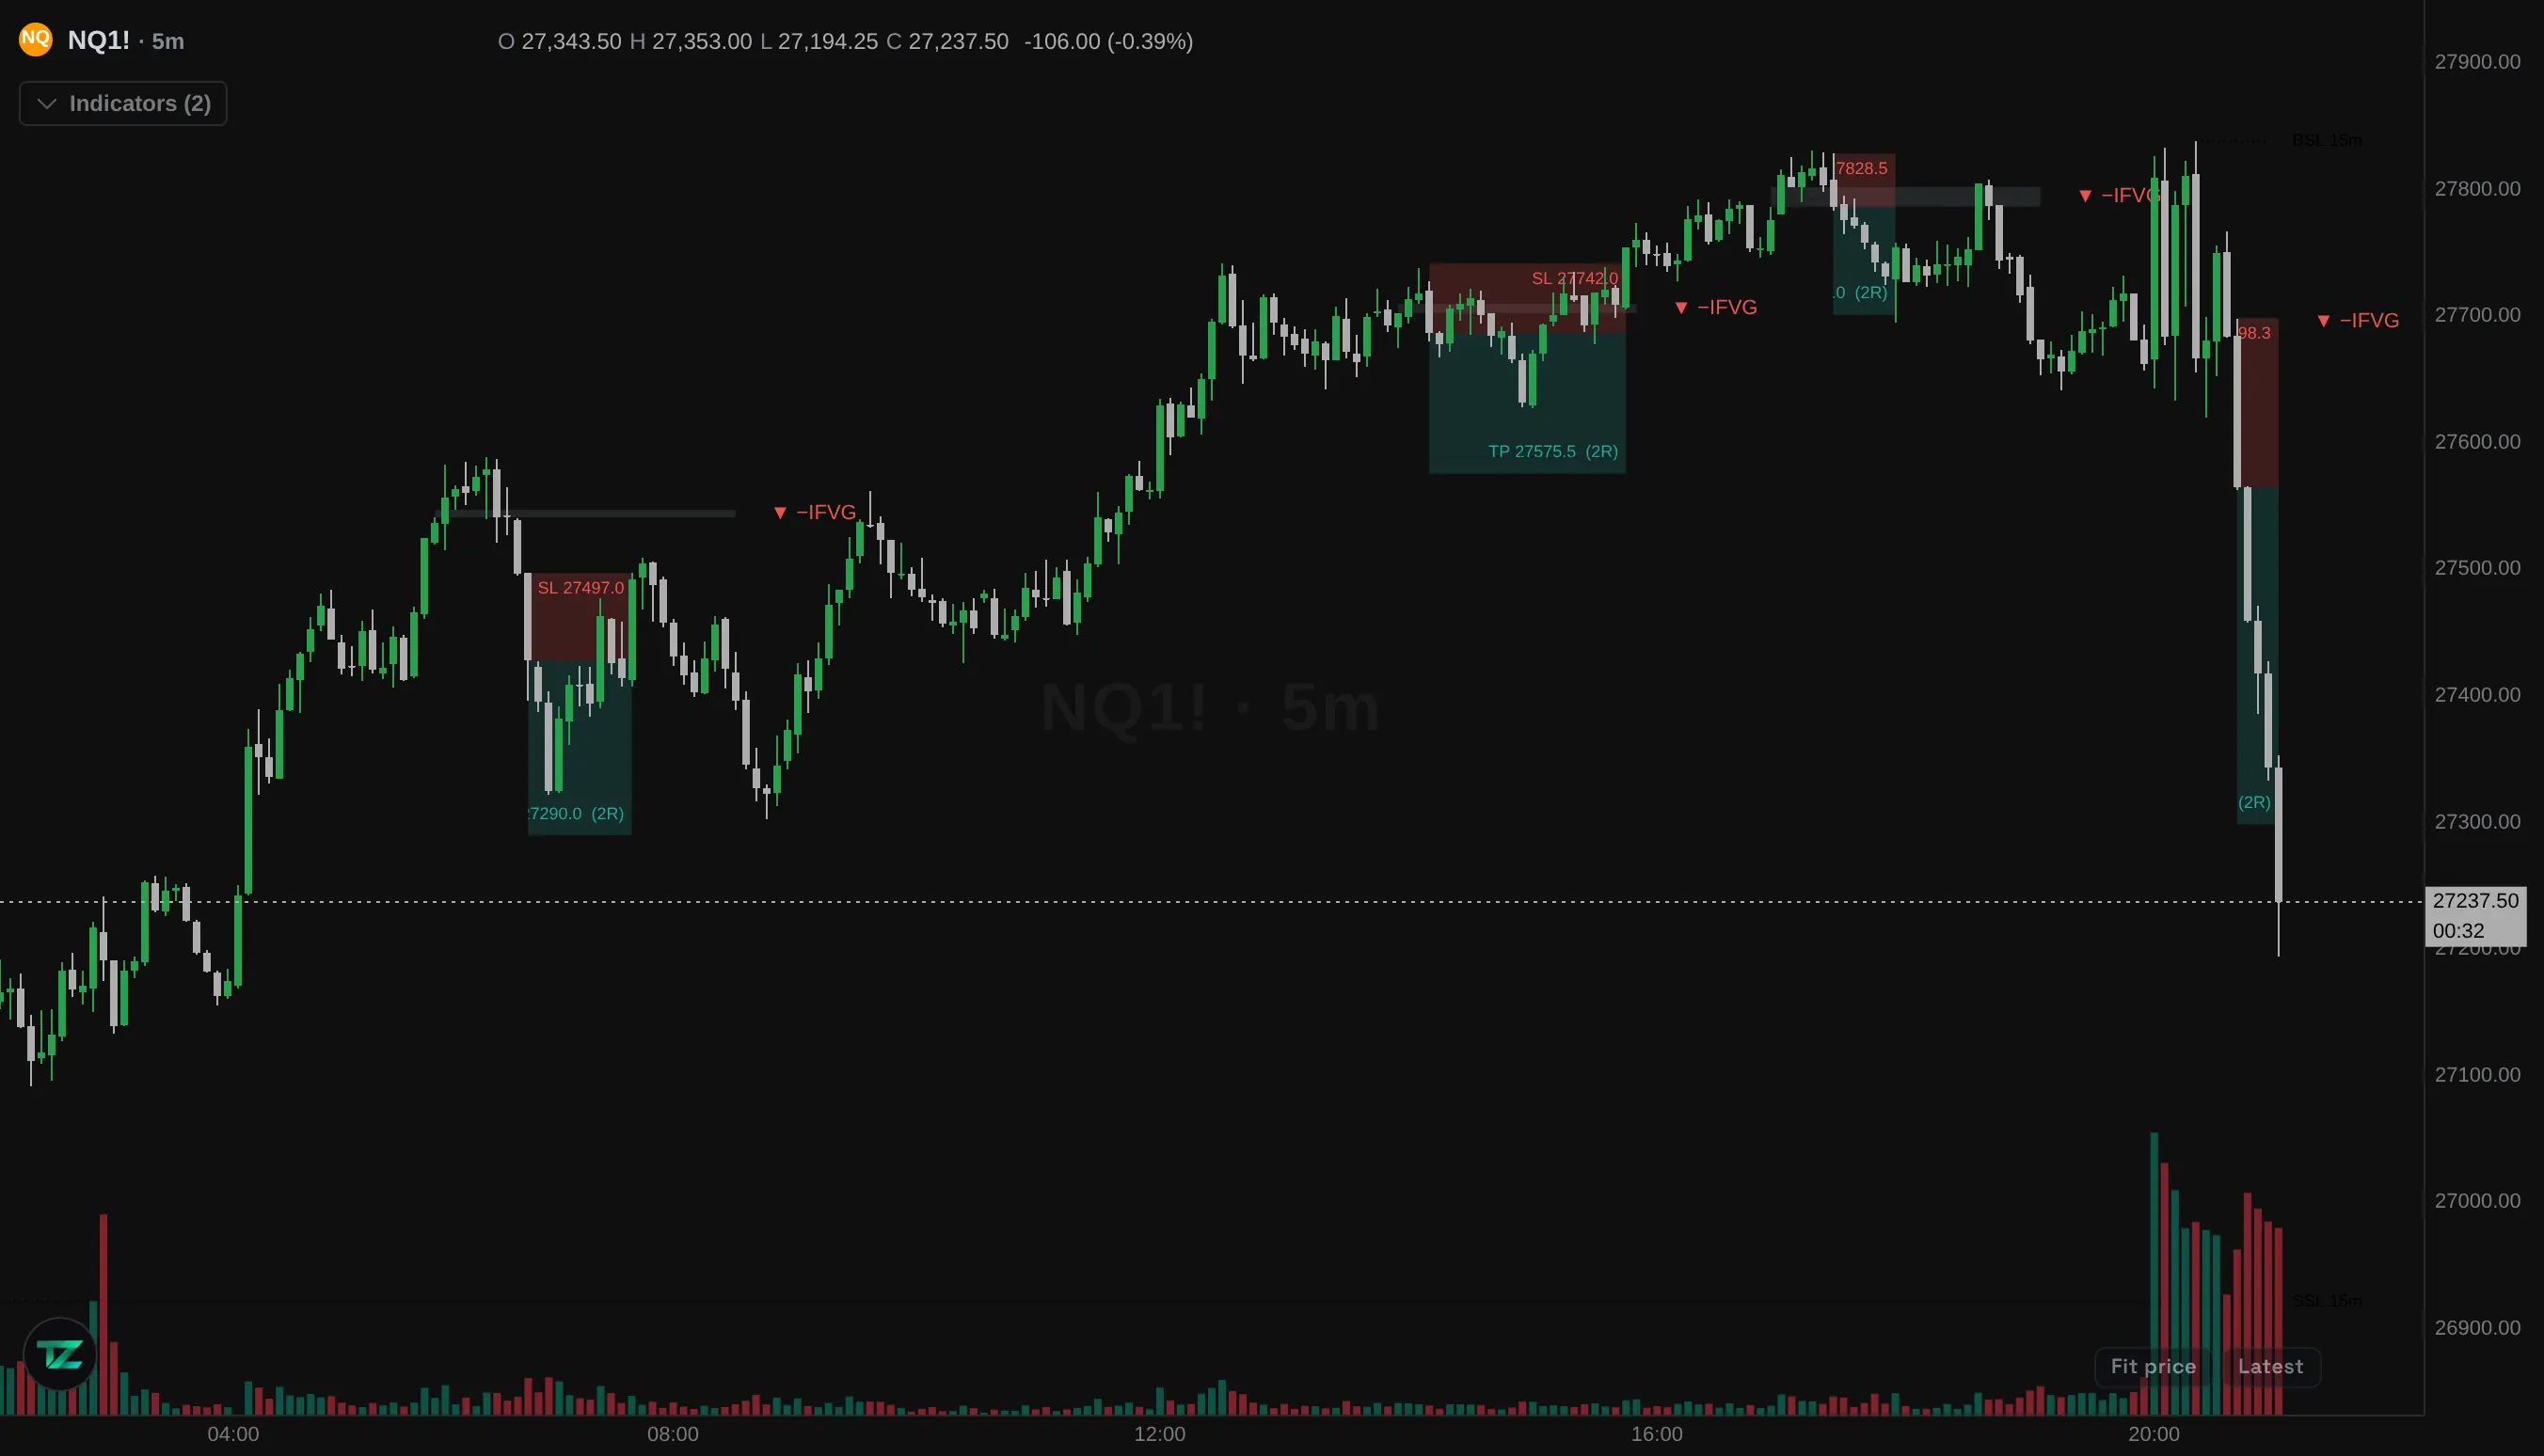 NQ NQ1! · 5m O 27,343.50 H 27,353.00 L 27,194.25 C 27,237.50 -106.00 (-0.39%)
Indicators (2)
27900.00
BSL 15m
7828.5
27800.00
▼ −IFVG
.0 (2R)
SL 27742.0
▼ −IFVG
27700.00
▼ −IFVG
98.3
TP 27575.5 (2R)
27600.00
▼ −IFVG
27500.00
SL 27497.0
NQ1! · 5m
27400.00
27290.0 (2R)
(2R)
27300.00
27237.50
00:32
27200.00
27100.00
27000.00
SSL 15m
26900.00
TZ
Fit price
Latest
04:00 08:00 12:00 16:00 20:00